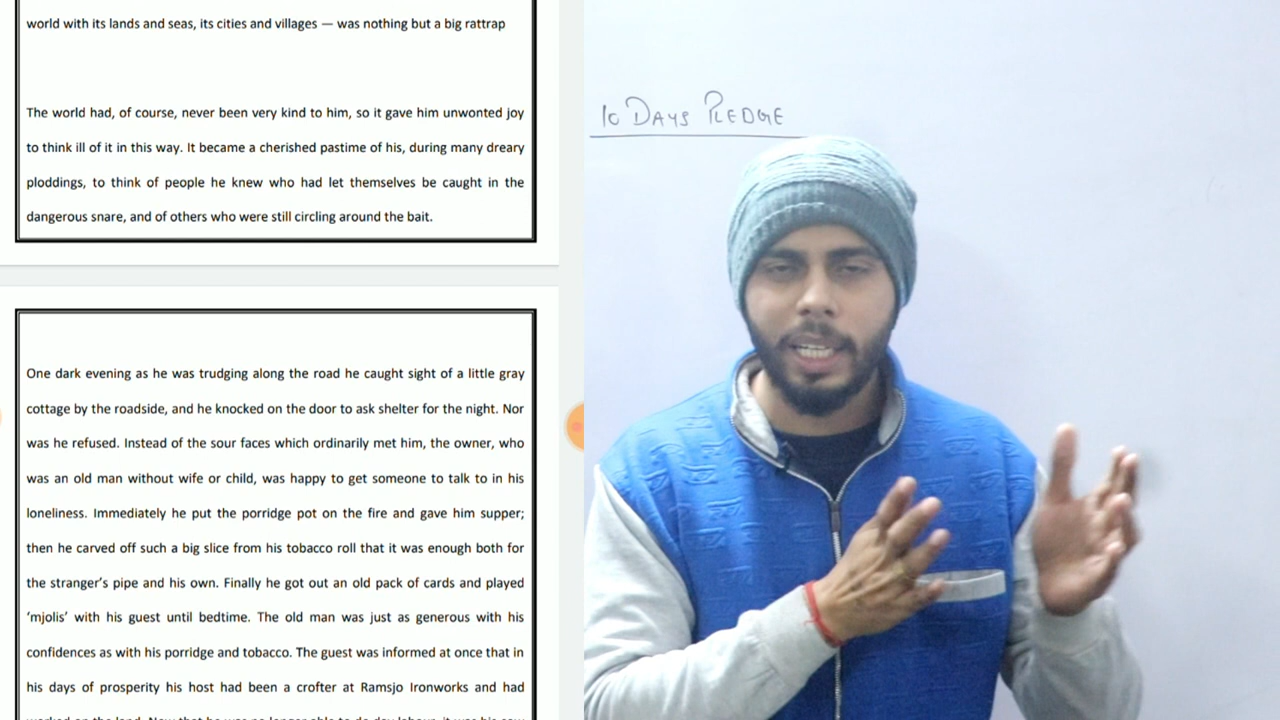 world with its lands and seas, its cities and villages — was nothing but a big rattrap
The world had, of course, never been very kind to him, so it gave him unwonted joy
to think ill of it in this way. It became a cherished pastime of his, during many dreary
ploddings, to think of people he knew who had let themselves be caught in the
dangerous snare, and of others who were still circling around the bait.
One dark evening as he was trudging along the road he caught sight of a little gray
cottage by the roadside, and he knocked on the door to ask shelter for the night. Nor
was he refused. Instead of the sour faces which ordinarily met him, the owner, who
was an old man without wife or child, was happy to get someone to talk to in his
loneliness. Immediately he put the porridge pot on the fire and gave him supper;
then he carved off such a big slice from his tobacco roll that it was enough both for
the stranger’s pipe and his own. Finally he got out an old pack of cards and played
‘mjolis’ with his guest until bedtime. The old man was just as generous with his
confidences as with his porridge and tobacco. The guest was informed at once that in
his days of prosperity his host had been a crofter at Ramsjo Ironworks and had
10 DAYS PLEDGE